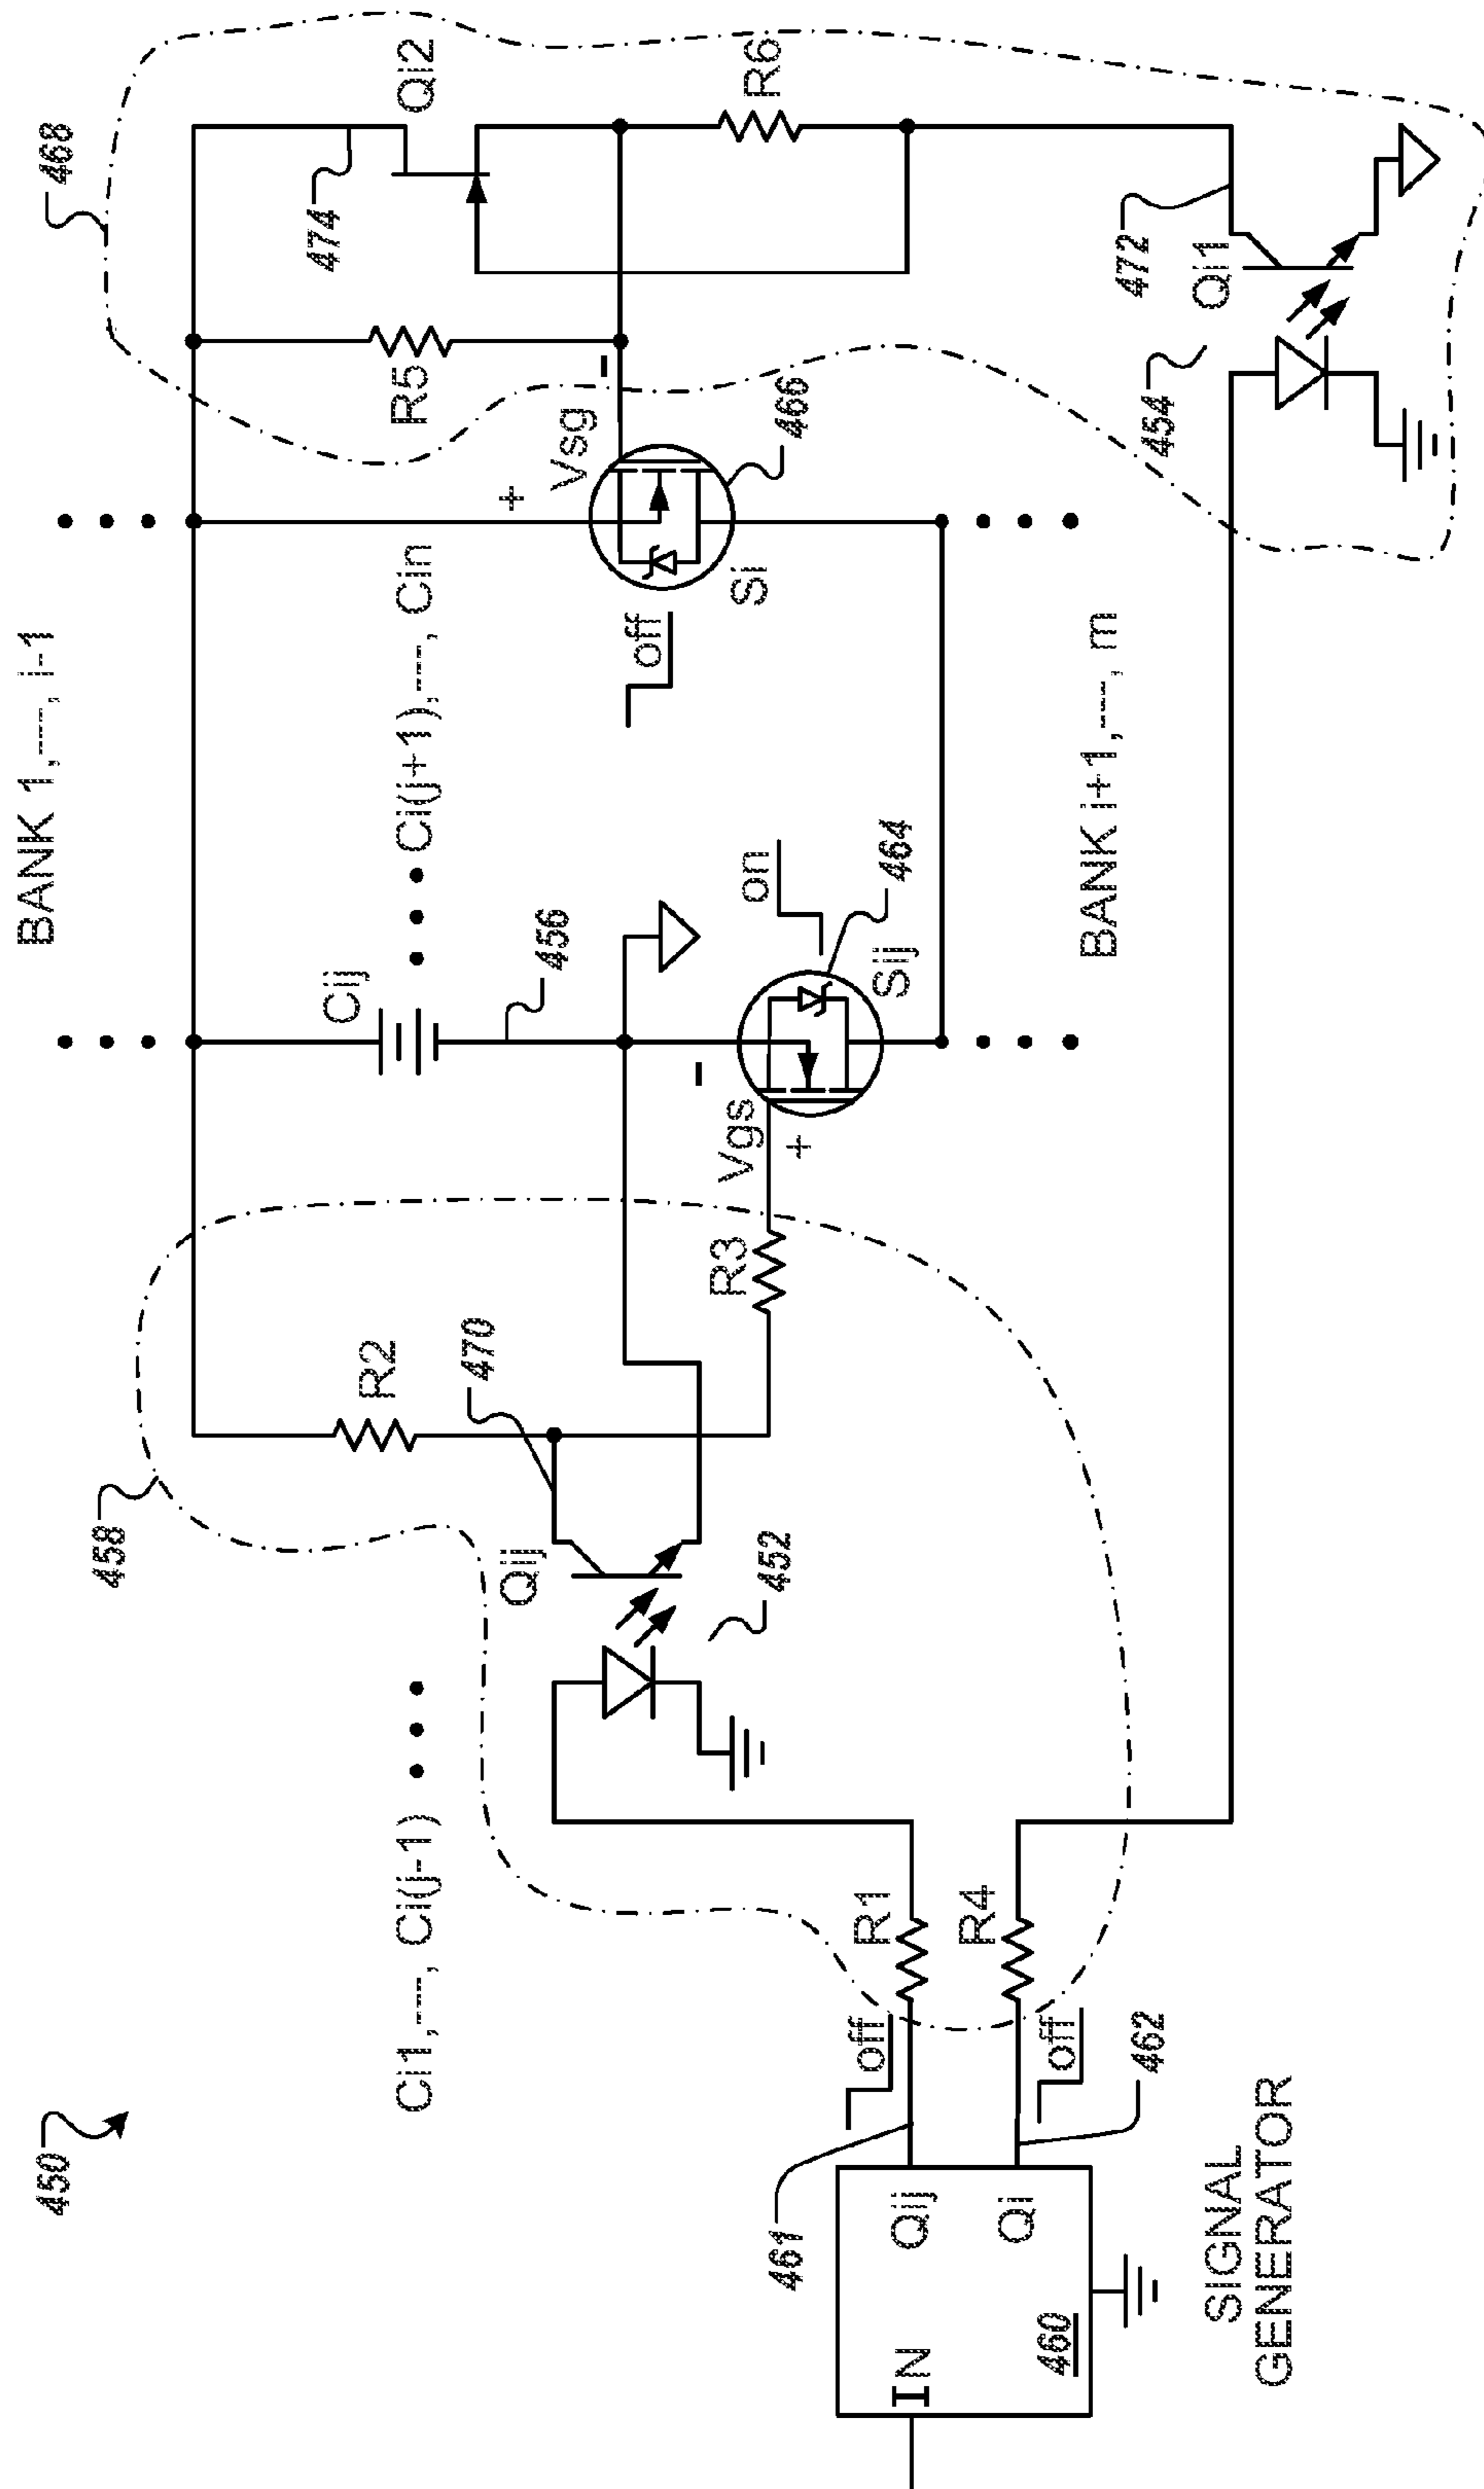 450
BANK 1,---, i-1
468
458
Ci1,---, Ci(j-1)
Cij
Ci(j+1),---, Cin
R2
470
456
R5
474
Qi2
Qij
452
Vgs
+
-
R3
on
464
Sij
off
Si
+
Vsg
-
466
R6
461
off
R1
R4
off
462
IN
Qij
Qi
460
SIGNAL
GENERATOR
BANK i+1,---, m
454
472
Qi1